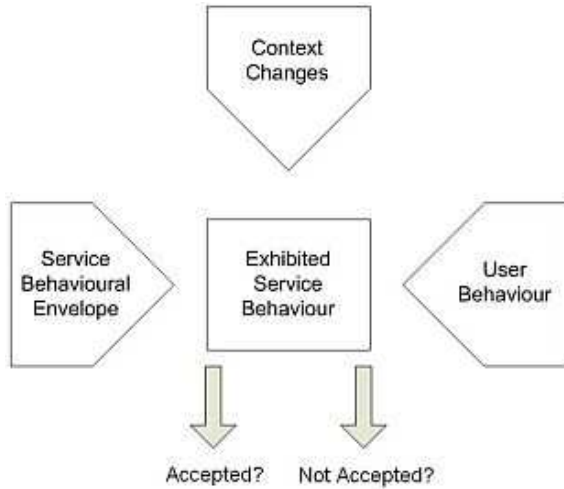 Context
Changes
Service
Behavioural
Envelope
Exhibited
Service
Behaviour
User
Behaviour
Accepted?
Not Accepted?